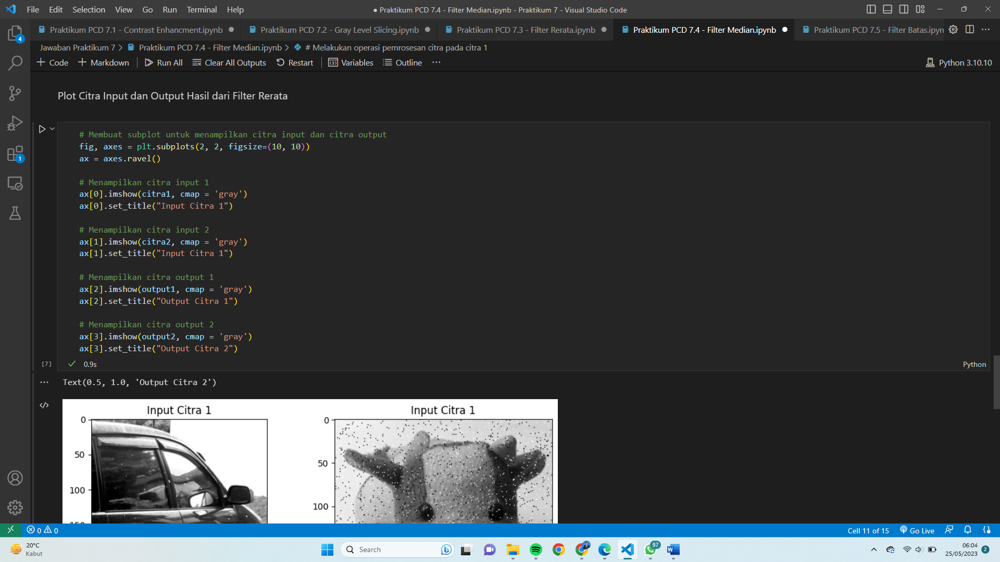 File Edit Selection View Go Run Terminal Help
● Praktikum PCD 7.4 - Filter Median.ipynb - Praktikum 7 - Visual Studio Code
Praktikum PCD 7.1 - Contrast Enhancment.ipynb
Praktikum PCD 7.2 - Gray Level Slicing.ipynb
Praktikum PCD 7.3 - Filter Rerata.ipynb
Praktikum PCD 7.4 - Filter Median.ipynb
Praktikum PCD 7.5 - Filter Batas.ipyn
4
Jawaban Praktikum 7 > Praktikum PCD 7.4 - Filter Median.ipynb > # Melakukan operasi pemrosesan citra pada citra 1
+ Code + Markdown Run All Clear All Outputs Restart Variables Outline ...
Python 3.10.10
Plot Citra Input dan Output Hasil dari Filter Rerata
# Membuat subplot untuk menampilkan citra input dan citra output
fig, axes = plt.subplots(2, 2, figsize=(10, 10))
ax = axes.ravel()
# Menampilkan citra input 1
ax[0].imshow(citra1, cmap = 'gray')
ax[0].set_title("Input Citra 1")
# Menampilkan citra input 2
ax[1].imshow(citra2, cmap = 'gray')
ax[1].set_title("Input Citra 1")
# Menampilkan citra output 1
ax[2].imshow(output1, cmap = 'gray')
ax[2].set_title("Output Citra 1")
# Menampilkan citra output 2
ax[3].imshow(output2, cmap = 'gray')
ax[3].set_title("Output Citra 2")
1
[7] ✓ 0.9s
Python
... Text(0.5, 1.0, 'Output Citra 2')
</>
Input Citra 1
0
50
100
150
Input Citra 1
0
50
100
0 0
Cell 11 of 15 Go Live
20°C
Kabut
Search
97
06:04
25/05/2023
2